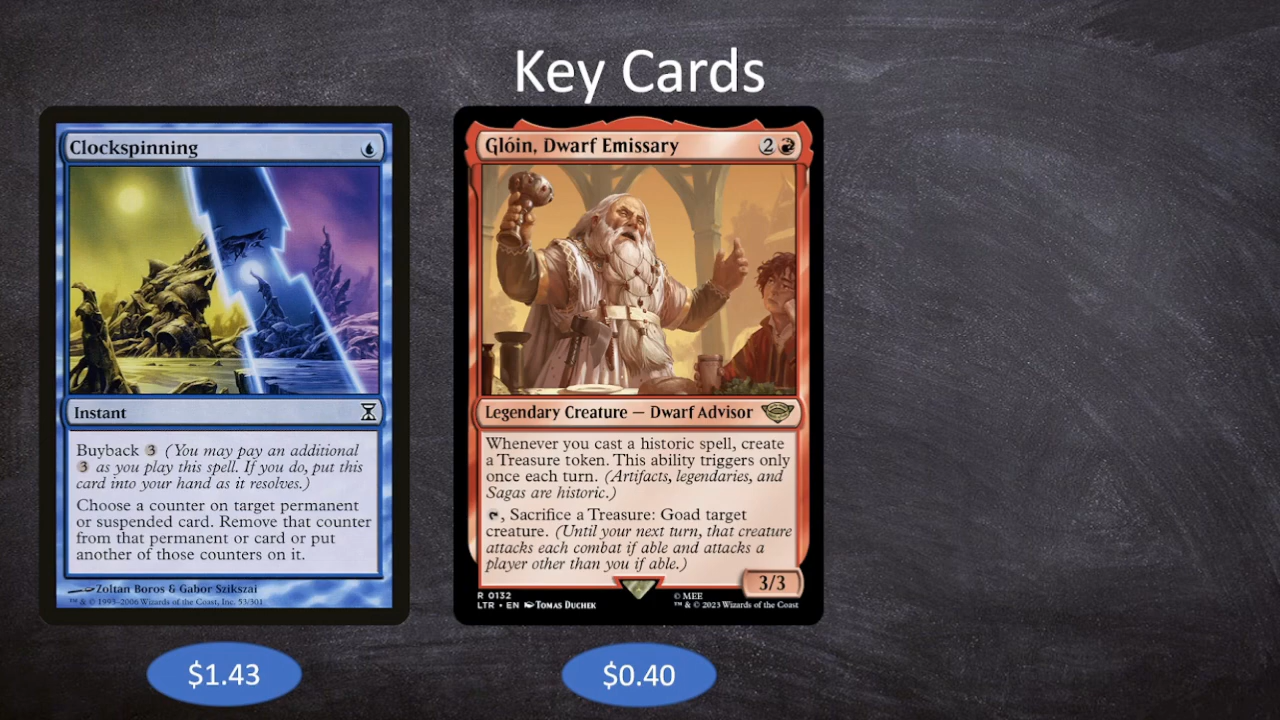 Key Cards
Clockspinning
Instant
Buyback 3 (You may pay an additional
3 as you play this spell. If you do, put this
card into your hand as it resolves.)
Choose a counter on target permanent
or suspended card. Remove that counter
from that permanent or card or put
another of those counters on it.
Zoltan Boros & Gabor Szikszai
™ & © 1993–2006 Wizards of the Coast, Inc. 53/301
$1.43
Glóin, Dwarf Emissary 2
Legendary Creature — Dwarf Advisor
Whenever you cast a historic spell, create
a Treasure token. This ability triggers only
once each turn. (Artifacts, legendaries, and
Sagas are historic.)
, Sacrifice a Treasure: Goad target
creature. (Until your next turn, that creature
attacks each combat if able and attacks a
player other than you if able.)
3/3
R 0132
LTR • EN Tomas Duchek
© MEE
™ & © 2023 Wizards of the Coast
$0.40